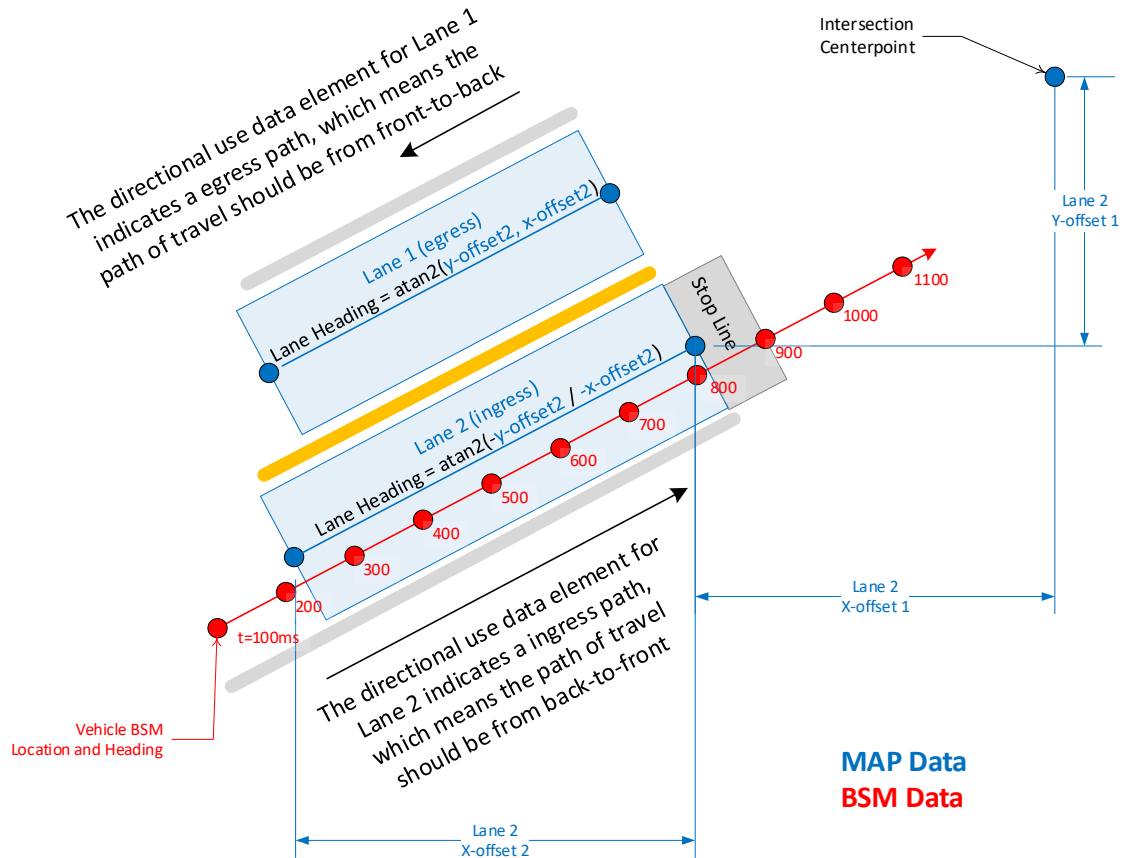 Intersection
Centerpoint
The directional use data element for Lane 1
indicates a egress path, which means the
path of travel should be from front-to-back
Lane 1 (egress)
Lane Heading = atan2(y-offset2, x-offset2)
Lane 2
Y-offset 1
Stop Line
Lane 2 (ingress)
Lane Heading = atan2(-y-offset2 / -x-offset2)
1100
1000
900
800
700
600
500
400
300
200
t=100ms
Lane 2
X-offset 1
The directional use data element for
Lane 2 indicates a ingress path,
which means the path of travel
should be from back-to-front
Vehicle BSM
Location and Heading
MAP Data
BSM Data
Lane 2
X-offset 2